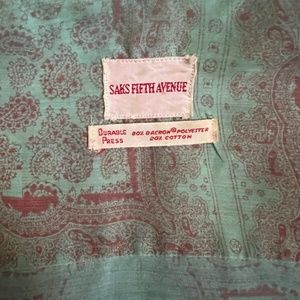 SAKS FIFTH AVENUE
DURABLE PRESS
80% DACRON® POLYESTER
20% COTTON